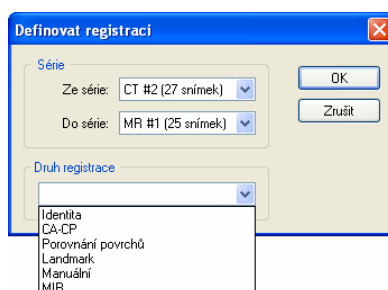 Definovat registraci
Série
Ze série: CT #2 (27 snímek)
OK
Do série: MR #1 (25 snímek)
Zrušit
Druh registrace
Identita
CA-CP
Porovnání povrchů
Landmark
Manuální
MIR